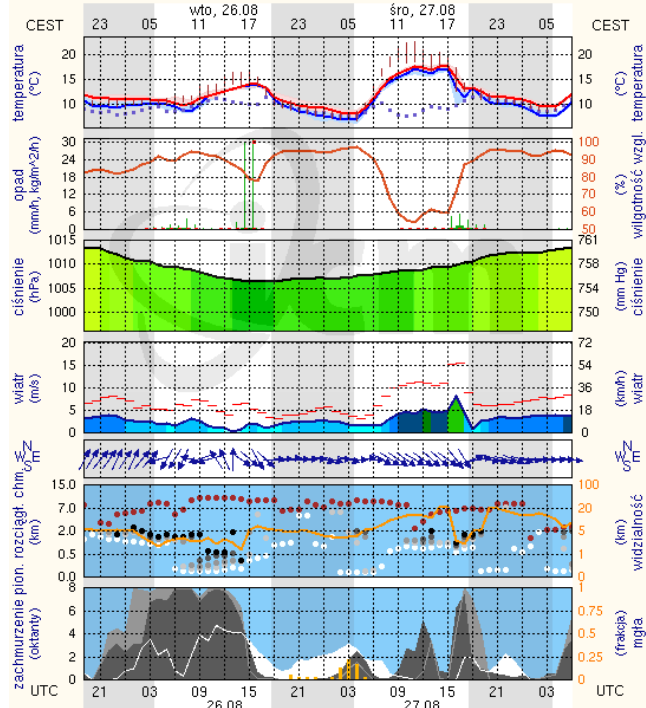 wto, 26.08 śro, 27.08
CEST 23 05 11 17 23 05 11 17 23 05 CEST
temperatura (°C) 20 15 10 20 15 10 temperatura (°C)
opad (mm/h, kg/m^2/h) 30 24 18 12 6 0 100 90 80 70 60 50 (%) wilgotność wzgl.
ciśnienie (hPa) 1015 1010 1005 1000 761 758 754 750 (mm Hg) ciśnienie
wiatr (m/s) 20 15 10 5 0 72 54 36 18 0 (km/h) wiatr
N W E S N W E S
pion. rozciągł. chm. (km) 15.0 7.0 2.0 0.5 0.0 100 20 5 1 0 (km) widzialność
zachmurzenie (oktanty) 8 6 4 2 0 1 0.75 0.5 0.25 0 (frakcja) mgła
UTC 21 03 09 15 21 03 09 15 21 03 UTC
26.08 27.08